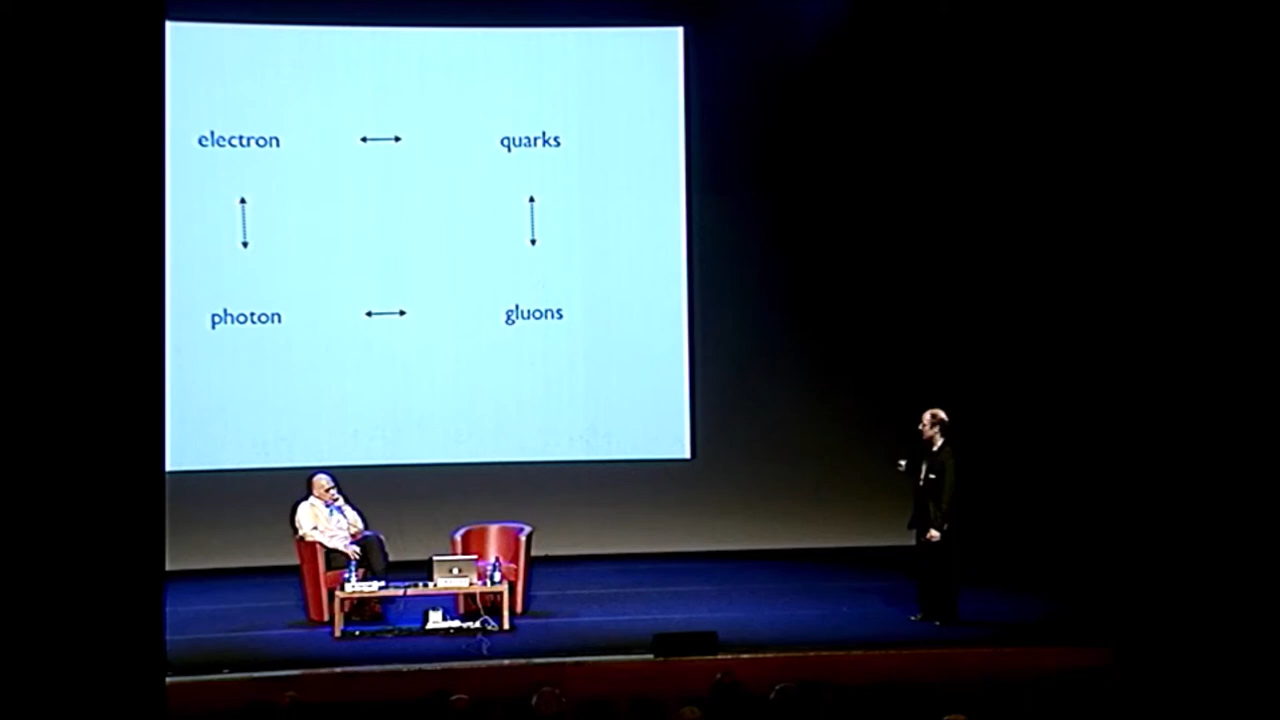 electron ↔ quarks
↕ ↕
photon ↔ gluons